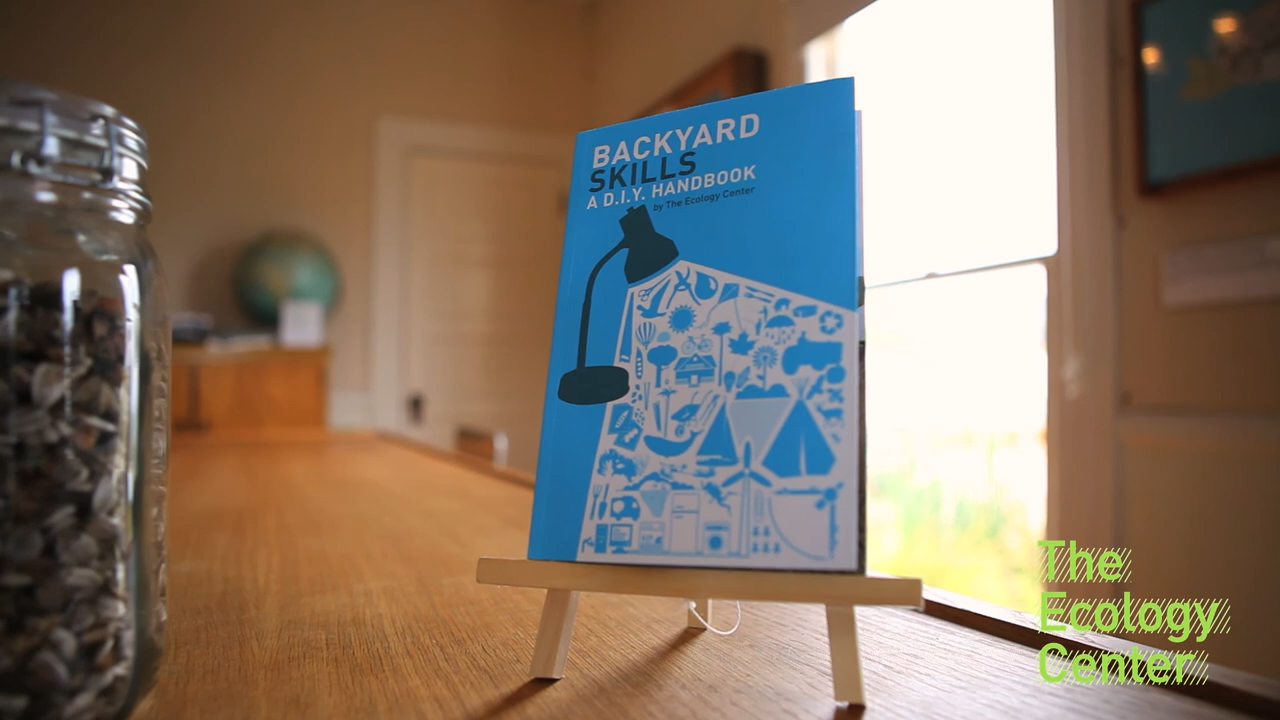 BACKYARD
SKILLS
A D.I.Y. HANDBOOK
by The Ecology Center
The
Ecology
Center